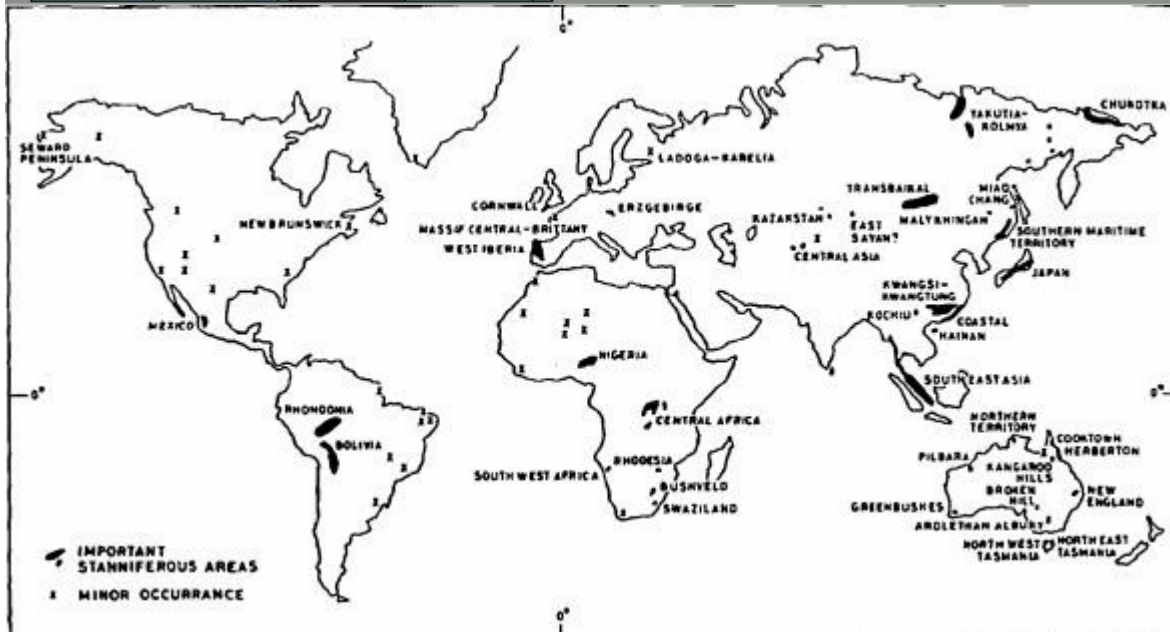 0°
CHUKOTKA
YAKUTIA-
KOLMYA
SEWARD
PENINSULA
LADOGA-KARELIA
TRANSBAIKAL
MIAO
CHANG
CORNWALL
ERZGEBIRGE
NEW BRUNSWICK
KAZAKSTAN
MALYKHINGAN
MASSIF CENTRAL-BRITTANY
EAST
SAYAN?
SOUTHERN MARITIME
TERRITORY
WEST IBERIA
CENTRAL ASIA
JAPAN
KWANGSI-
KWANGTUNG
KOCHIU
COASTAL
HAINAN
MEXICO
NIGERIA
SOUTH EAST ASIA
0°
0°
RHONDONIA
CENTRAL AFRICA
NORTHERN
TERRITORY
BOLIVIA
COOKTOWN
HERBERTON
PILBARA
RHODESIA
KANGAROO
HILLS
SOUTH WEST AFRICA
BUSHVELD
BROKEN
HILL
NEW
ENGLAND
SWAZILAND
GREENBUSHES
ARDLETHAM ALBURY
NORTH WEST
TASMANIA
NORTH EAST
TASMANIA
IMPORTANT
STANNIFEROUS AREAS
x MINOR OCCURRANCE
0°